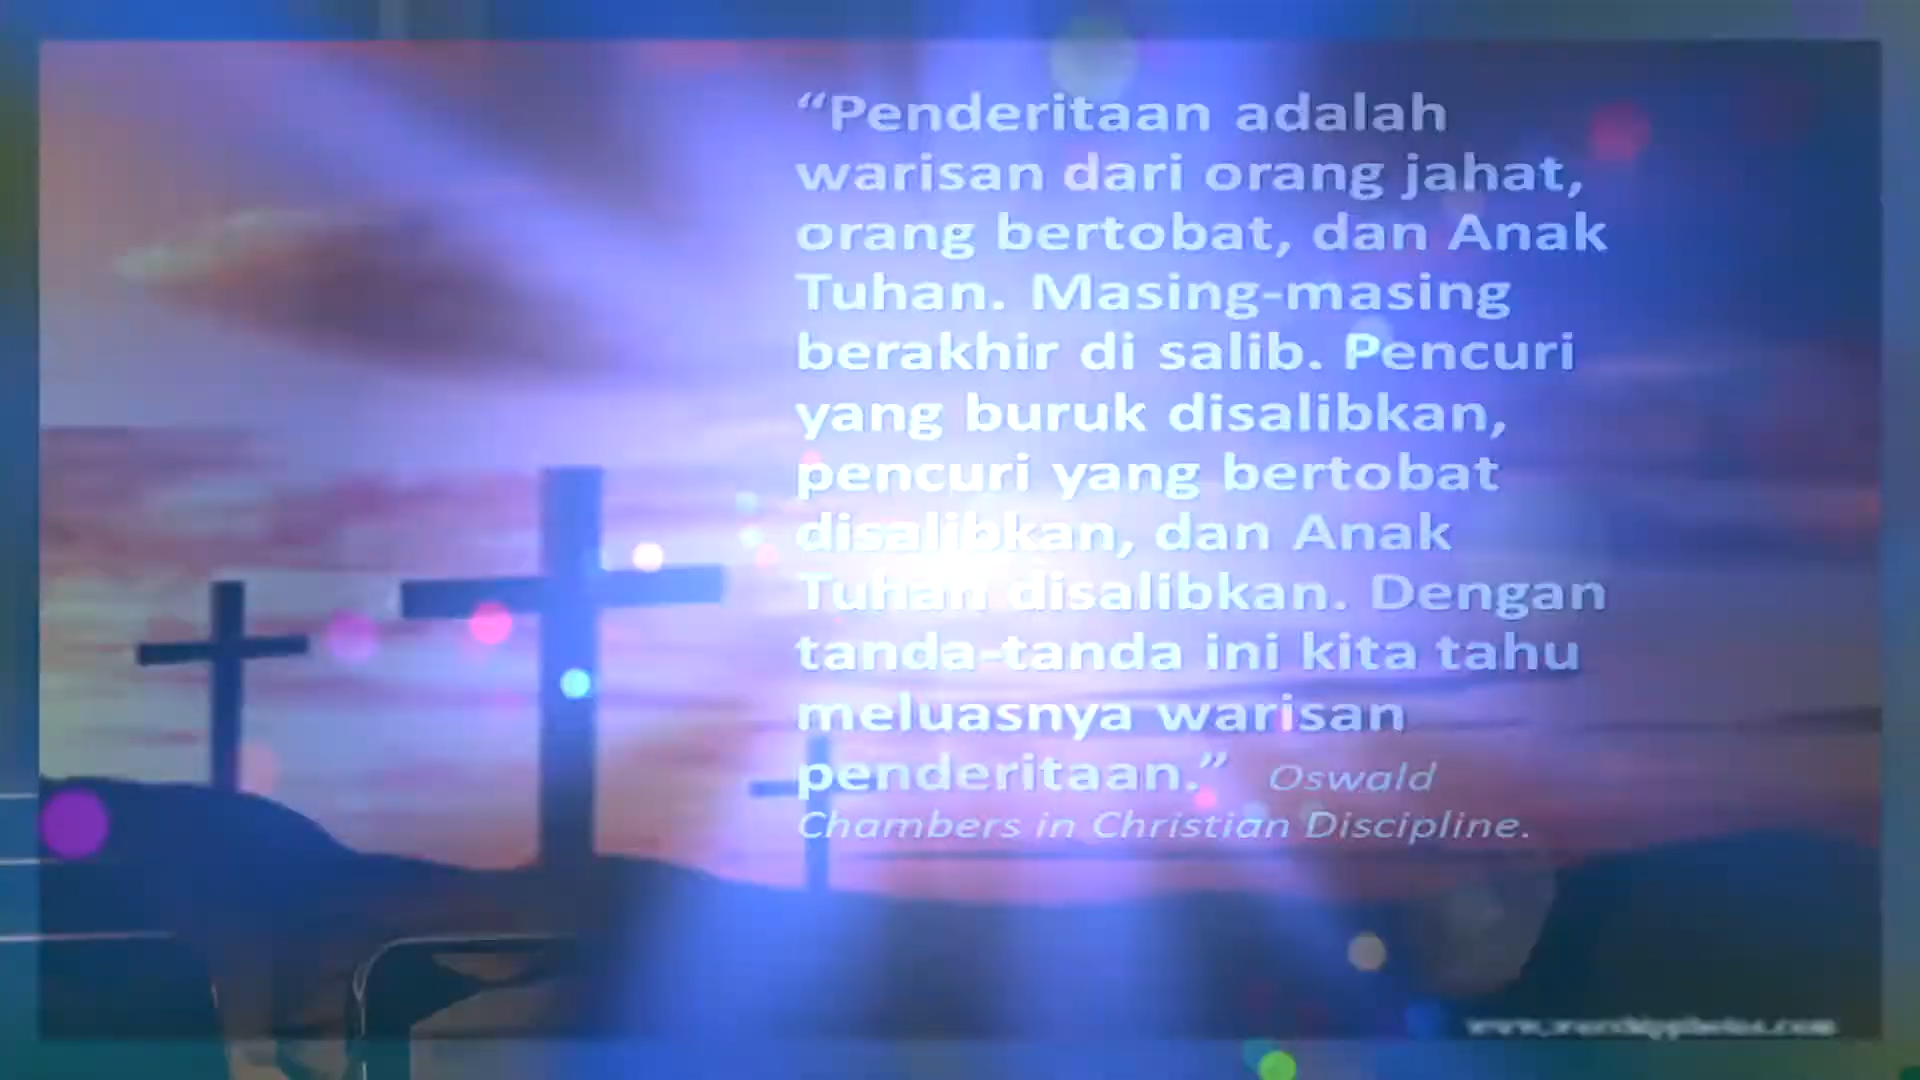 “Penderitaan adalah
warisan dari orang jahat,
orang bertobat, dan Anak
Tuhan. Masing-masing
berakhir di salib. Pencuri
yang buruk disalibkan,
pencuri yang bertobat
disalibkan, dan Anak
Tuhan disalibkan. Dengan
tanda-tanda ini kita tahu
meluasnya warisan
penderitaan.” Oswald
Chambers in Christian Discipline.